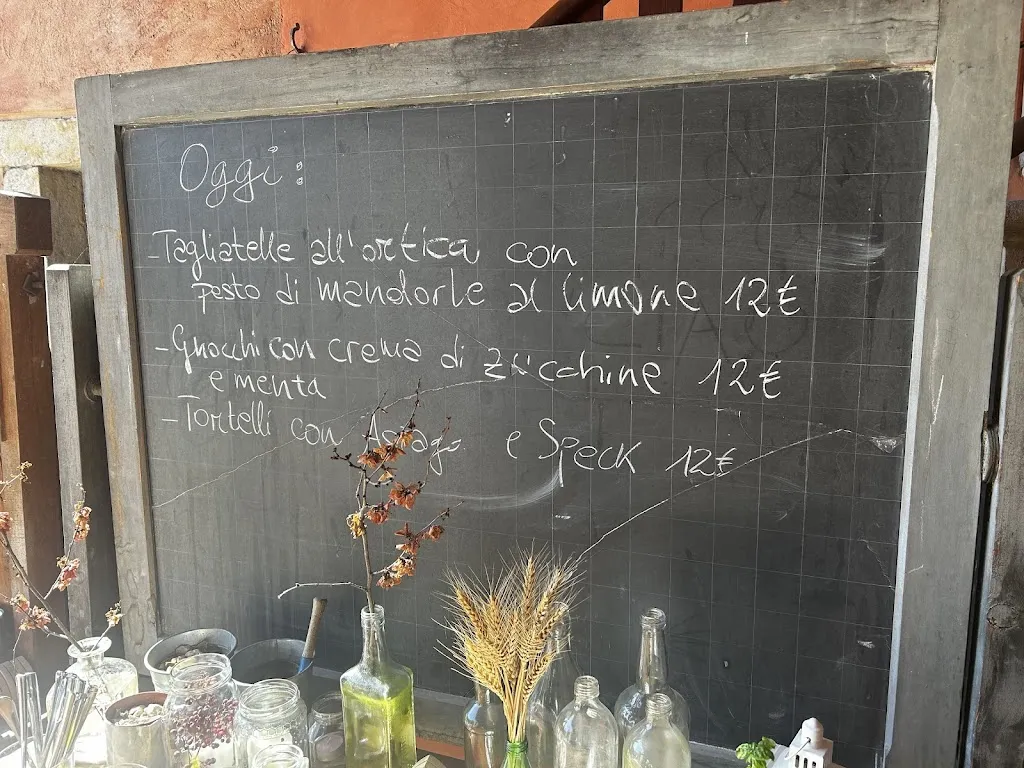 Oggi:
- Tagliatelle all'ortica con
pesto di mandorle al limone 12€
- Gnocchi con crema di zucchine 12€
e menta
- Tortelli con Asiago e Speck 12€